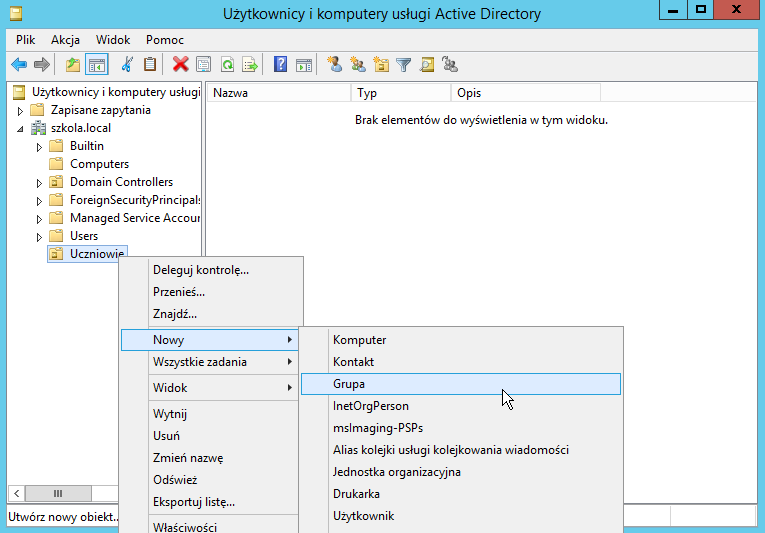 Użytkownicy i komputery usługi Active Directory
Plik Akcja Widok Pomoc
Użytkownicy i komputery usługi
Zapisane zapytania
szkola.local
Builtin
Computers
Domain Controllers
ForeignSecurityPrincipals
Managed Service Accour
Users
Uczniowie
Nazwa Typ Opis
Brak elementów do wyświetlenia w tym widoku.
Deleguj kontrolę...
Przenieś...
Znajdź...
Nowy
Wszystkie zadania
Widok
Wytnij
Usuń
Zmień nazwę
Odśwież
Eksportuj listę...
Właściwości
Komputer
Kontakt
Grupa
InetOrgPerson
msImaging-PSPs
Alias kolejki usługi kolejkowania wiadomości
Jednostka organizacyjna
Drukarka
Użytkownik
Utwórz nowy obiekt...